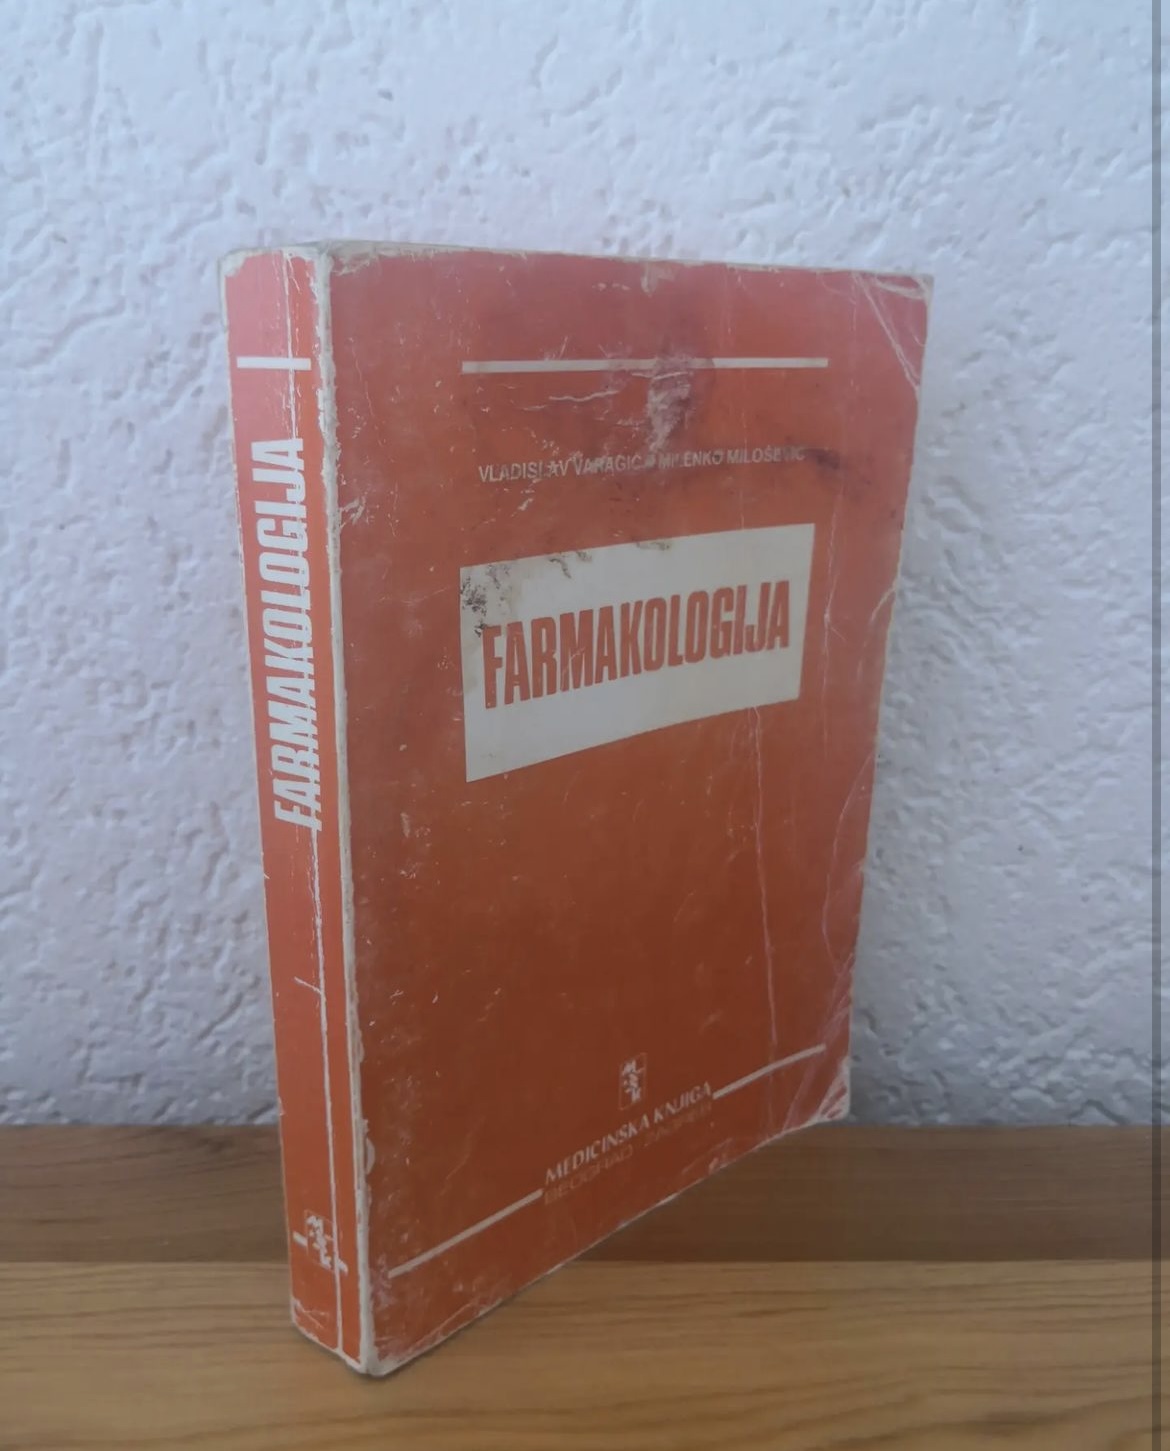 FARMAKOLOGIJA
VLADISLAV VARAGIĆ • MILENKO MILOŠEVIĆ
FARMAKOLOGIJA
MEDICINSKA KNJIGA
BEOGRAD - ZAGREB